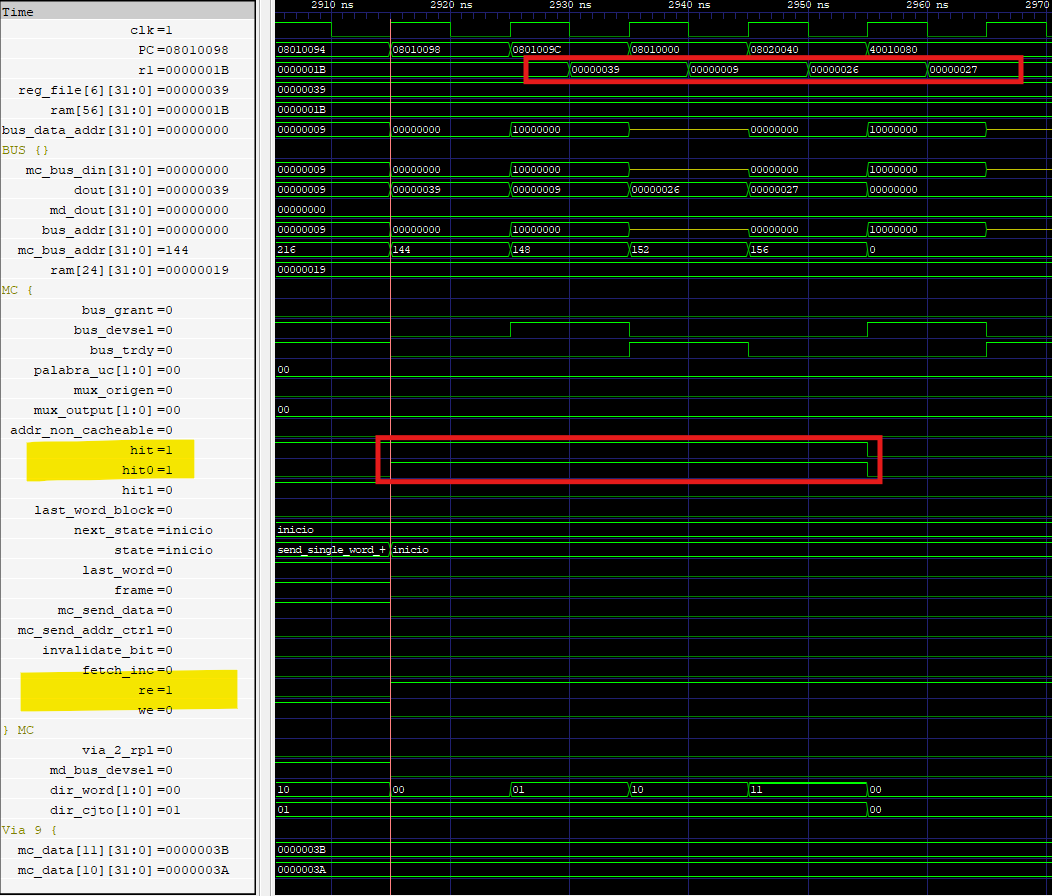 Time 2910 ns 2920 ns 2930 ns 2940 ns 2950 ns 2960 ns 2970
clk=1
PC=08010098 08010094 08010098 0801009C 08010000 08020040 40010080
r1=0000001B 0000001B 00000039 00000009 00000026 00000027
reg_file[6][31:0]=00000039 00000039
ram[56][31:0]=0000001B 0000001B
bus_data_addr[31:0]=00000000 00000009 00000000 10000000 00000000 10000000
BUS {}
mc_bus_din[31:0]=00000000 00000009 00000000 10000000 00000000 10000000
dout[31:0]=00000039 00000009 00000039 00000009 00000026 00000027 00000000
md_dout[31:0]=00000000 00000000
bus_addr[31:0]=00000000 00000009 00000000 10000000 00000000 10000000
mc_bus_addr[31:0]=144 216 144 148 152 156 0
ram[24][31:0]=00000019 00000019
MC {
bus_grant=0
bus_devsel=0
bus_trdy=0
palabra_uc[1:0]=00 00
mux_origen=0
mux_output[1:0]=00 00
addr_non_cacheable=0
hit=1
hit0=1
hit1=0
last_word_block=0
next_state=inicio inicio
state=inicio send_single_word_+ inicio
last_word=0
frame=0
mc_send_data=0
mc_send_addr_ctrl=0
invalidate_bit=0
fetch_inc=0
re=1
we=0
} MC
via_2_rpl=0
md_bus_devsel=0
dir_word[1:0]=00 10 00 01 10 11 00
dir_cjto[1:0]=01 01 00
Via 9 {
mc_data[11][31:0]=0000003B 0000003B
mc_data[10][31:0]=0000003A 0000003A